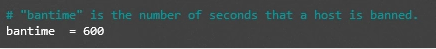 # "bantime" is the number of seconds that a host is banned.
bantime  = 600